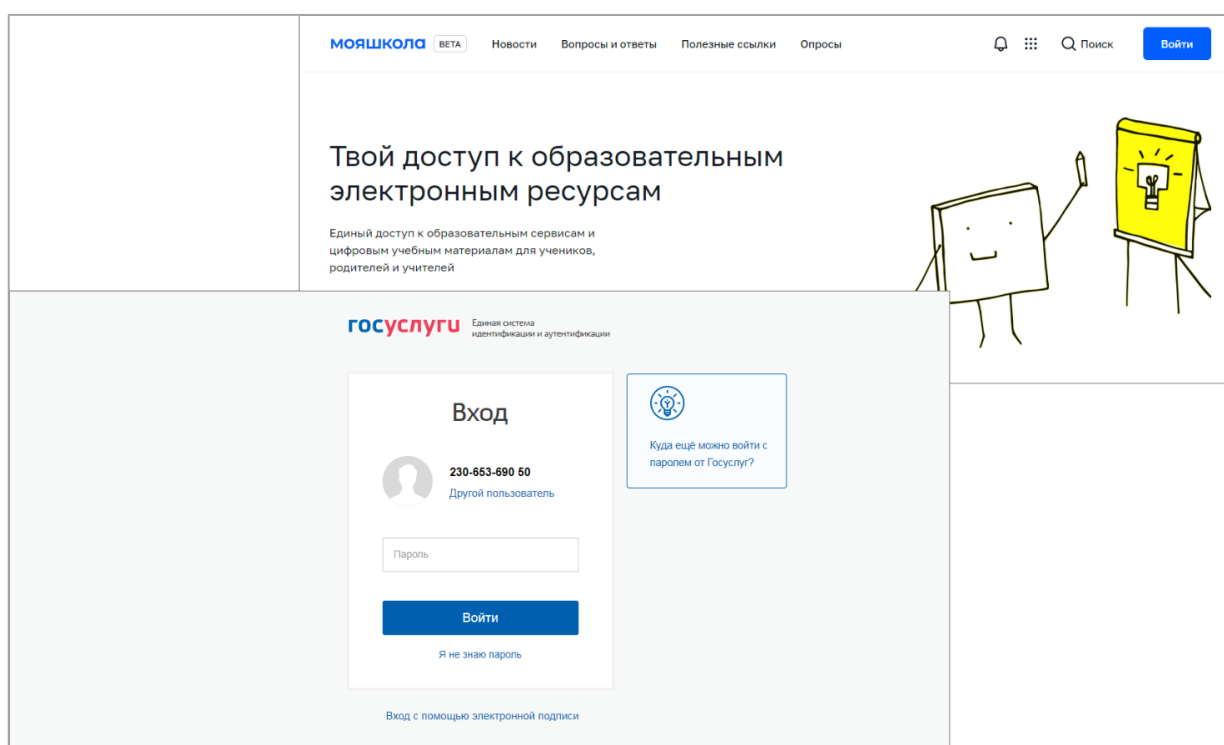 мояшкола BETA Новости Вопросы и ответы Полезные ссылки Опросы Поиск Войти
Твой доступ к образовательным
электронным ресурсам
Единый доступ к образовательным сервисам и
цифровым учебным материалам для учеников,
родителей и учителей
госуслуги Единая система
идентификации и аутентификации
Вход
230-653-690 50
Другой пользователь
Пароль
Войти
Я не знаю пароль
Вход с помощью электронной подписи
Куда ещё можно войти с
паролем от Госуслуг?